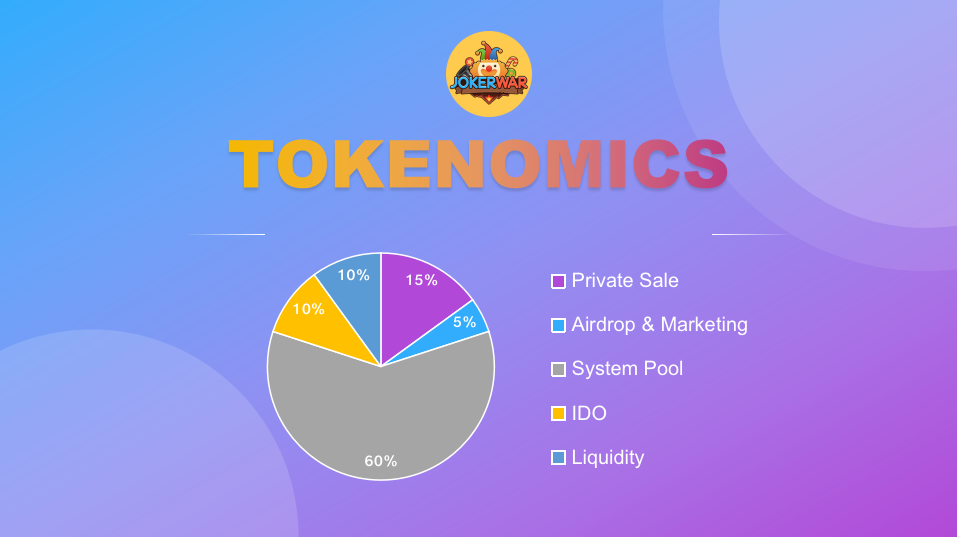 JOKERWAR
TOKENOMICS
10%
15%
10%
5%
60%
Private Sale
Airdrop & Marketing
System Pool
IDO
Liquidity